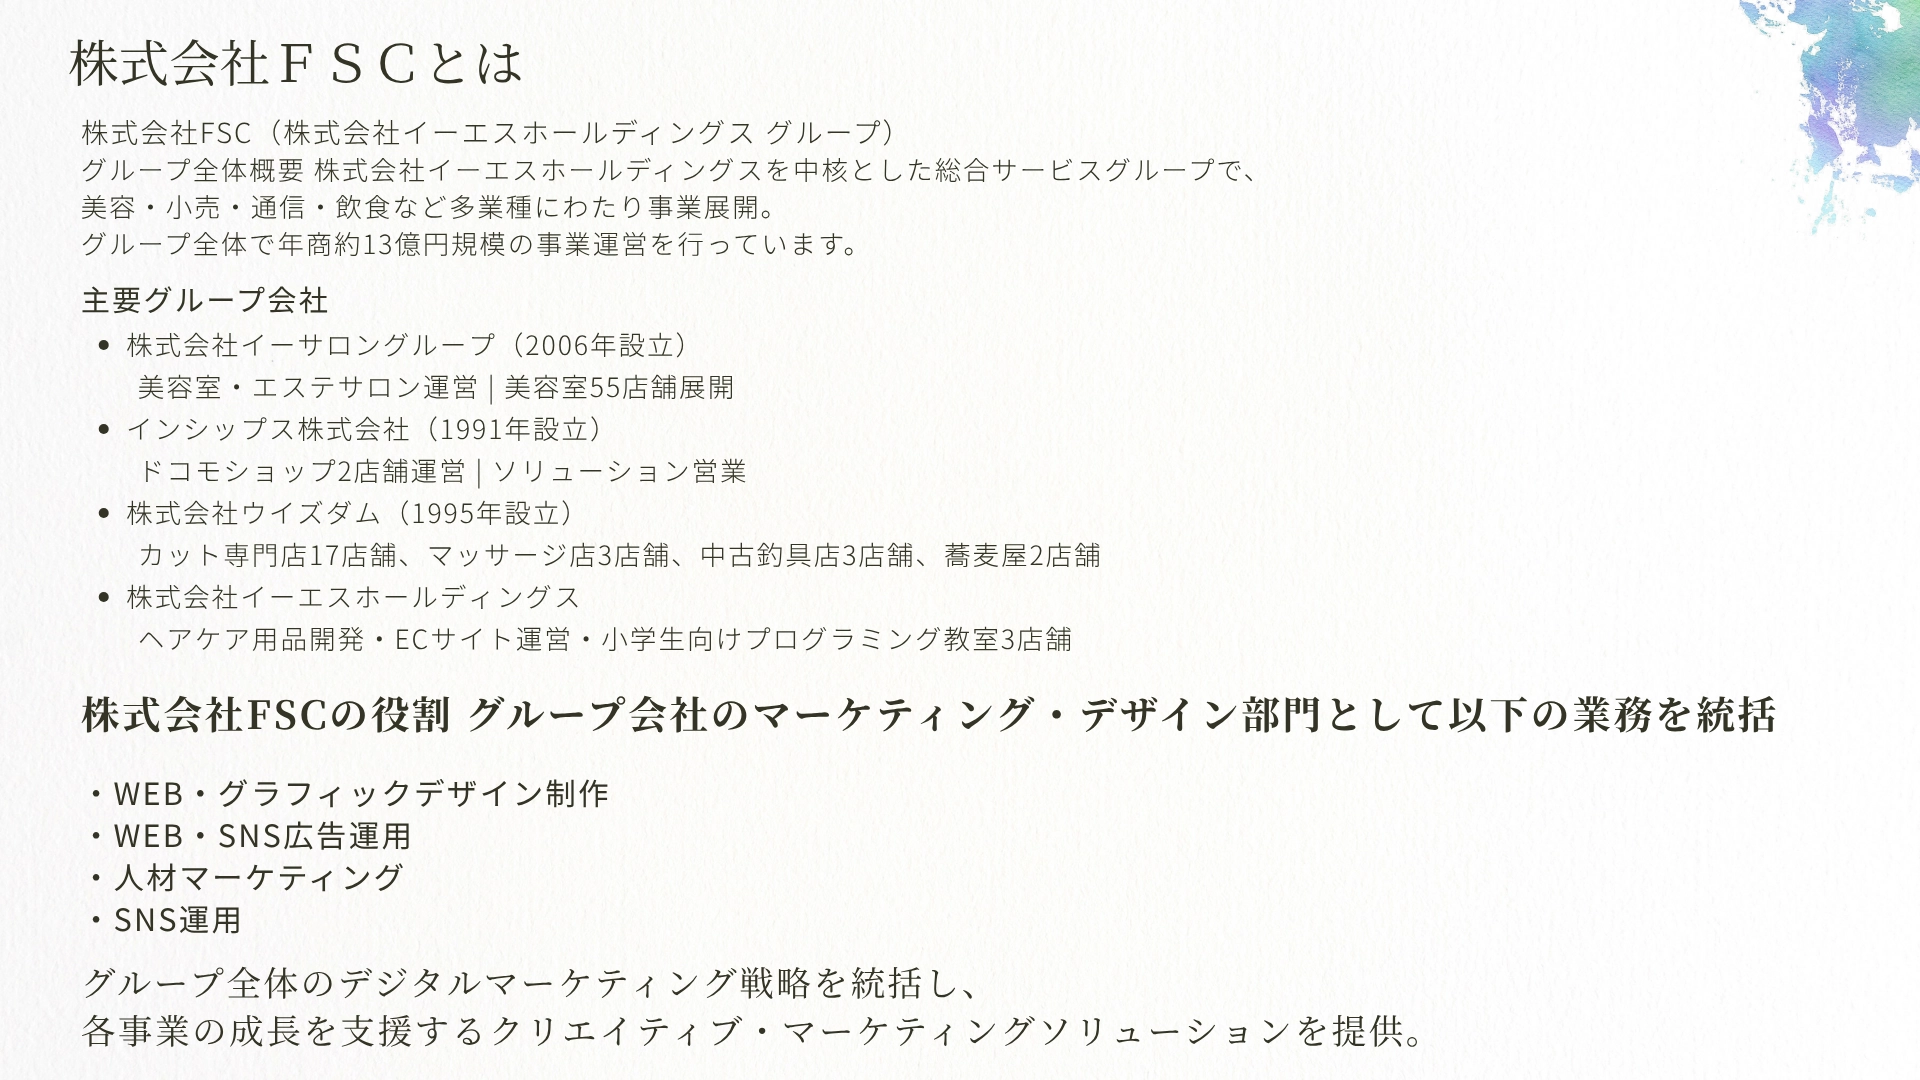 株式会社ＦＳＣとは
株式会社FSC（株式会社イーエスホールディングス グループ）
グループ全体概要 株式会社イーエスホールディングスを中核とした総合サービスグループで、
美容・小売・通信・飲食など多業種にわたり事業展開。
グループ全体で年商約13億円規模の事業運営を行っています。
主要グループ会社
• 株式会社イーサロングループ（2006年設立）
美容室・エステサロン運営 | 美容室55店舗展開
• インシップス株式会社（1991年設立）
ドコモショップ2店舗運営 | ソリューション営業
• 株式会社ウイズダム（1995年設立）
カット専門店17店舗、マッサージ店3店舗、中古釣具店3店舗、蕎麦屋2店舗
• 株式会社イーエスホールディングス
ヘアケア用品開発・ECサイト運営・小学生向けプログラミング教室3店舗
株式会社FSCの役割 グループ会社のマーケティング・デザイン部門として以下の業務を統括
・WEB・グラフィックデザイン制作
・WEB・SNS広告運用
・人材マーケティング
・SNS運用
グループ全体のデジタルマーケティング戦略を統括し、
各事業の成長を支援するクリエイティブ・マーケティングソリューションを提供。